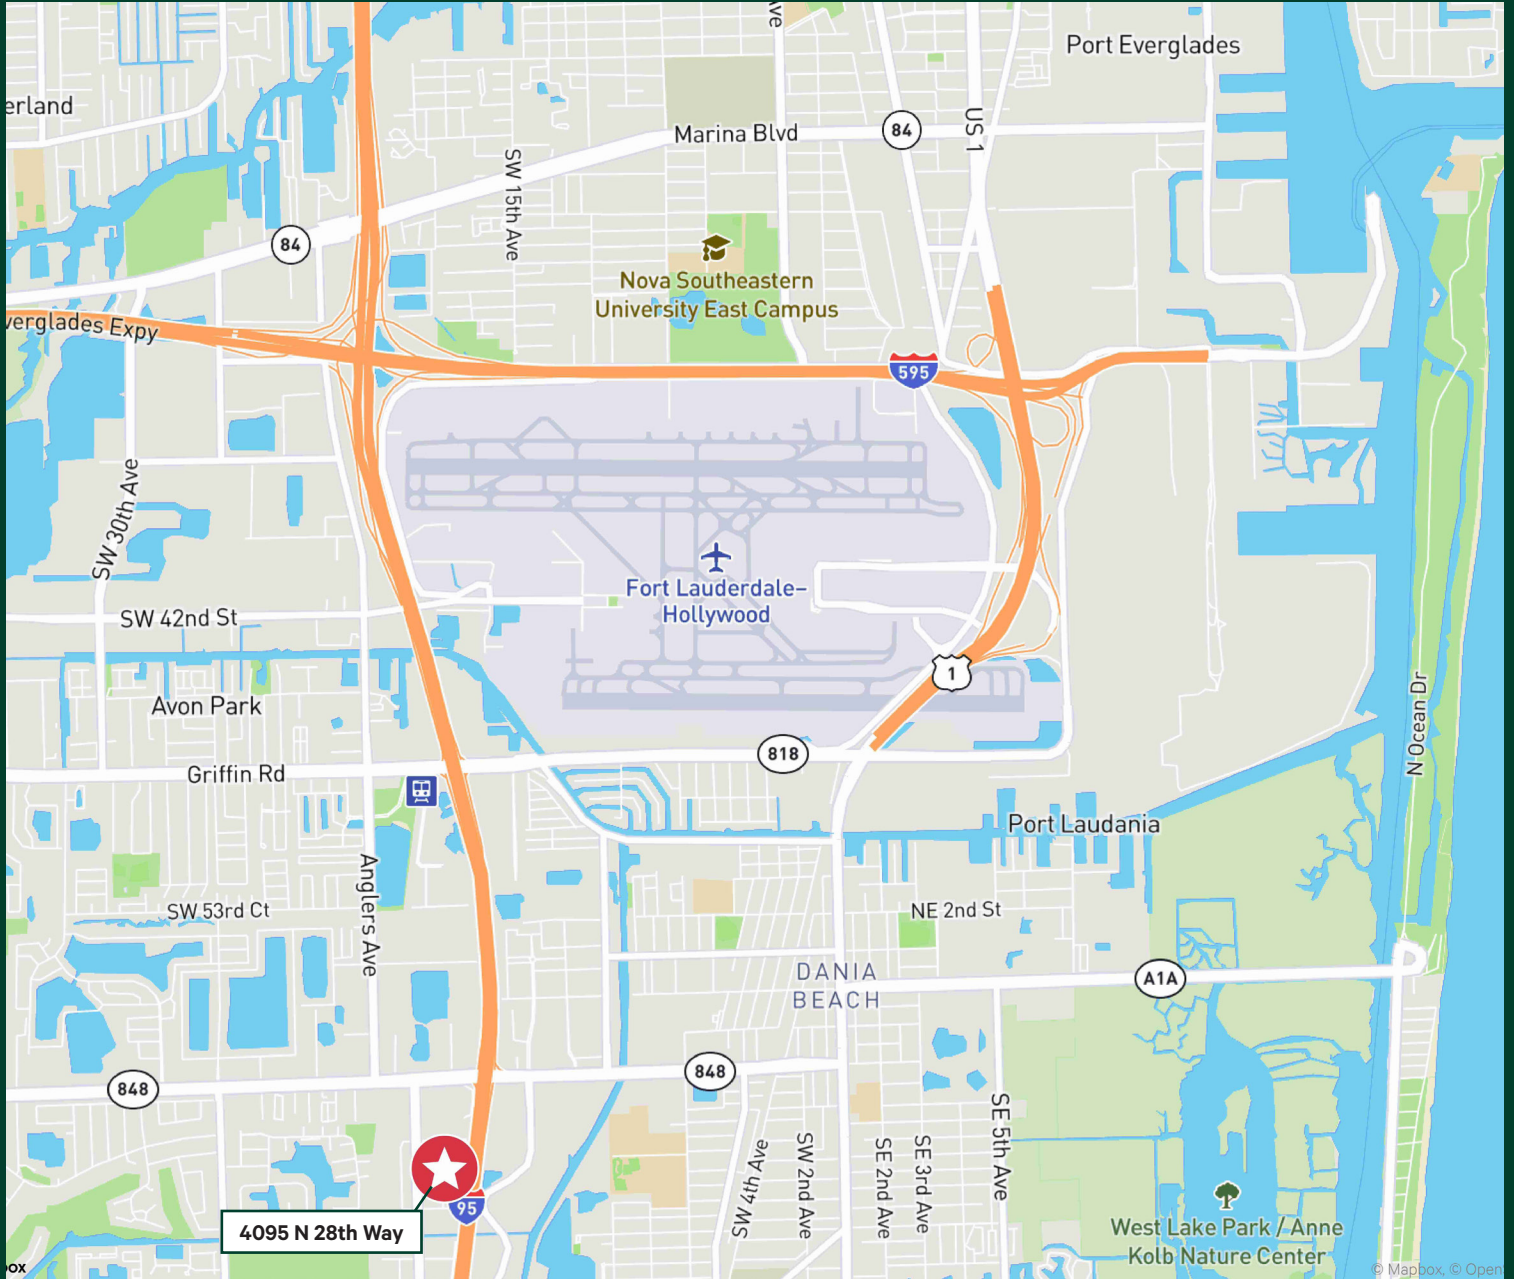 Ave
Port Everglades
erland
US 1
Marina Blvd
84
SW 15th Ave
84
Nova Southeastern
University East Campus
verglades Expy
595
SW 30th Ave
Fort Lauderdale–
Hollywood
SW 42nd St
1
Avon Park
N Ocean Dr
818
Griffin Rd
Port Laudania
Anglers Ave
SW 53rd Ct
NE 2nd St
DANIA
BEACH
A1A
848
848
SE 5th Ave
SW 4th Ave
SW 2nd Ave
SE 2nd Ave
SE 3rd Ave
95
4095 N 28th Way
West Lake Park / Anne
Kolb Nature Center
box
© Mapbox, © Open